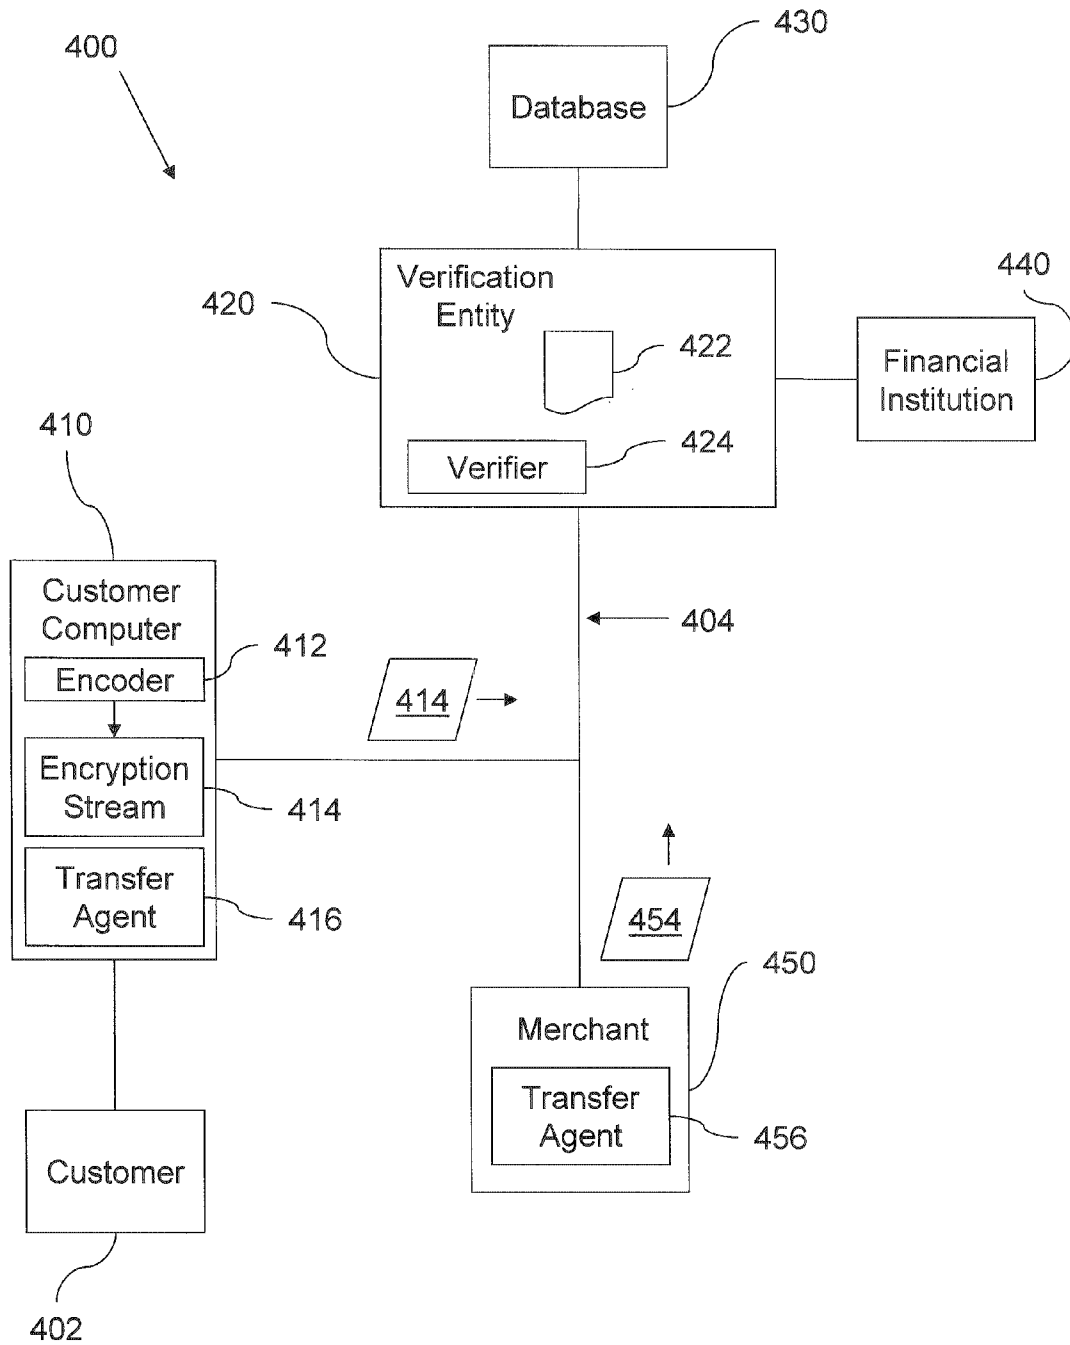 430
400
Database
Verification
Entity
420
440
422
Financial
Institution
424
Verifier
410
Customer
Computer
404
412
Encoder
414
Encryption
Stream
414
Transfer
Agent
416
454
450
Merchant
Transfer
Agent
456
Customer
402